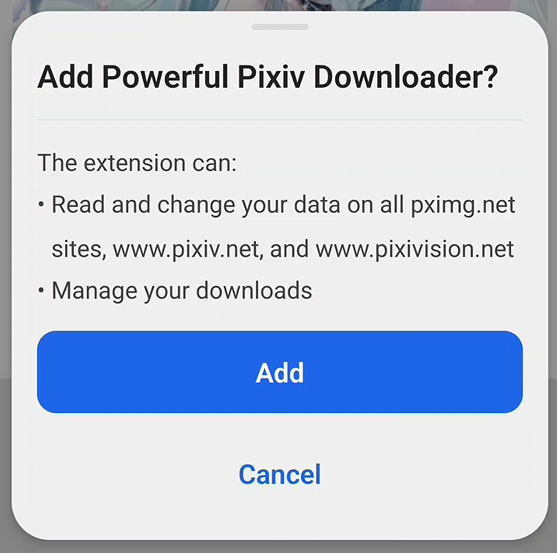 Add Powerful Pixiv Downloader?
The extension can:
• Read and change your data on all pximg.net
sites, www.pixiv.net, and www.pixivision.net
• Manage your downloads
Add
Cancel